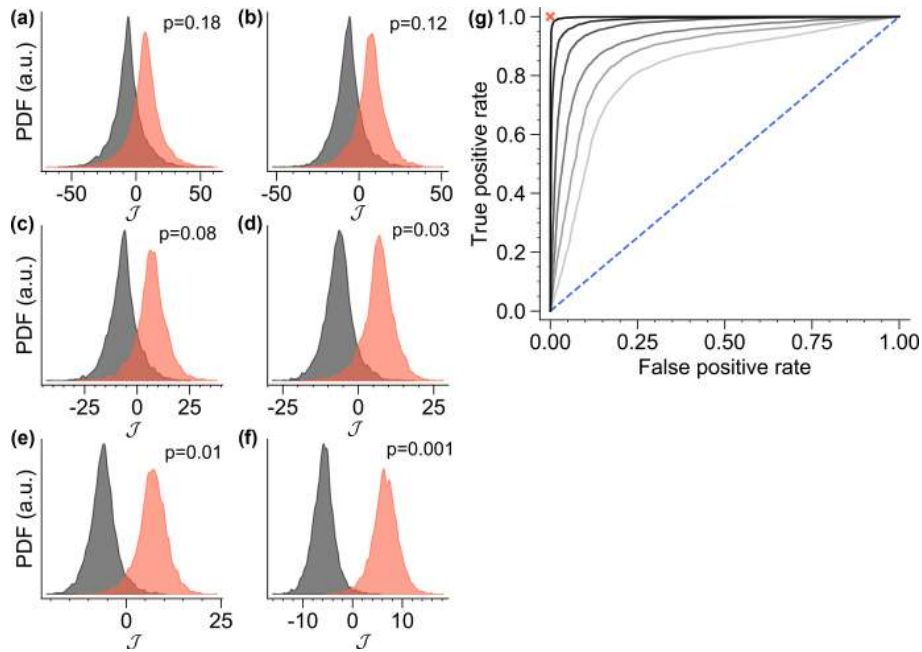 (a)
p=0.18
PDF (a.u.)
-50 0 50
𝒥
(b)
p=0.12
-50 0 50
𝒥
(c)
p=0.08
PDF (a.u.)
-25 0 25
𝒥
(d)
p=0.03
-25 0 25
𝒥
(e)
p=0.01
PDF (a.u.)
0 25
𝒥
(f)
p=0.001
-10 0 10
𝒥
(g)
1.0
0.8
0.6
0.4
0.2
0.0
True positive rate
0.00 0.25 0.50 0.75 1.00
False positive rate